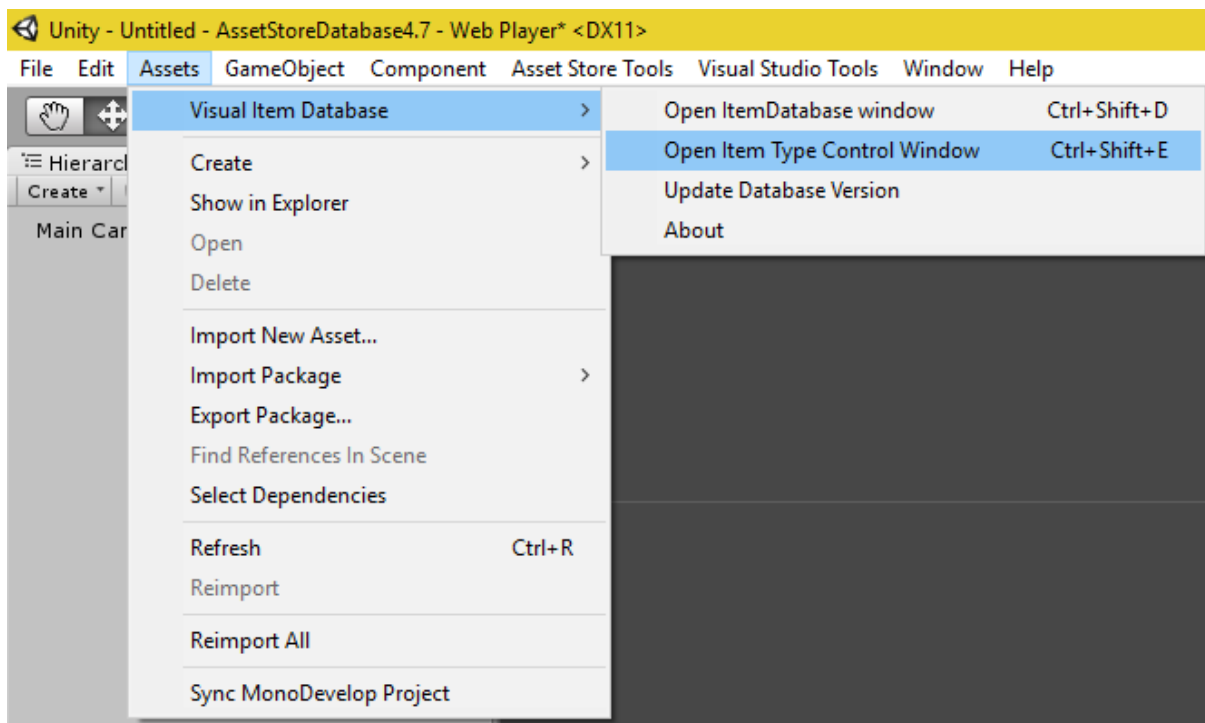 Unity - Untitled - AssetStoreDatabase4.7 - Web Player* <DX11>
File Edit Assets GameObject Component Asset Store Tools Visual Studio Tools Window Help
Visual Item Database
Open ItemDatabase window Ctrl+Shift+D
Open Item Type Control Window Ctrl+Shift+E
Update Database Version
About
Hierarcl
Create
Main Car
Create
Show in Explorer
Open
Delete
Import New Asset...
Import Package
Export Package...
Find References In Scene
Select Dependencies
Refresh Ctrl+R
Reimport
Reimport All
Sync MonoDevelop Project